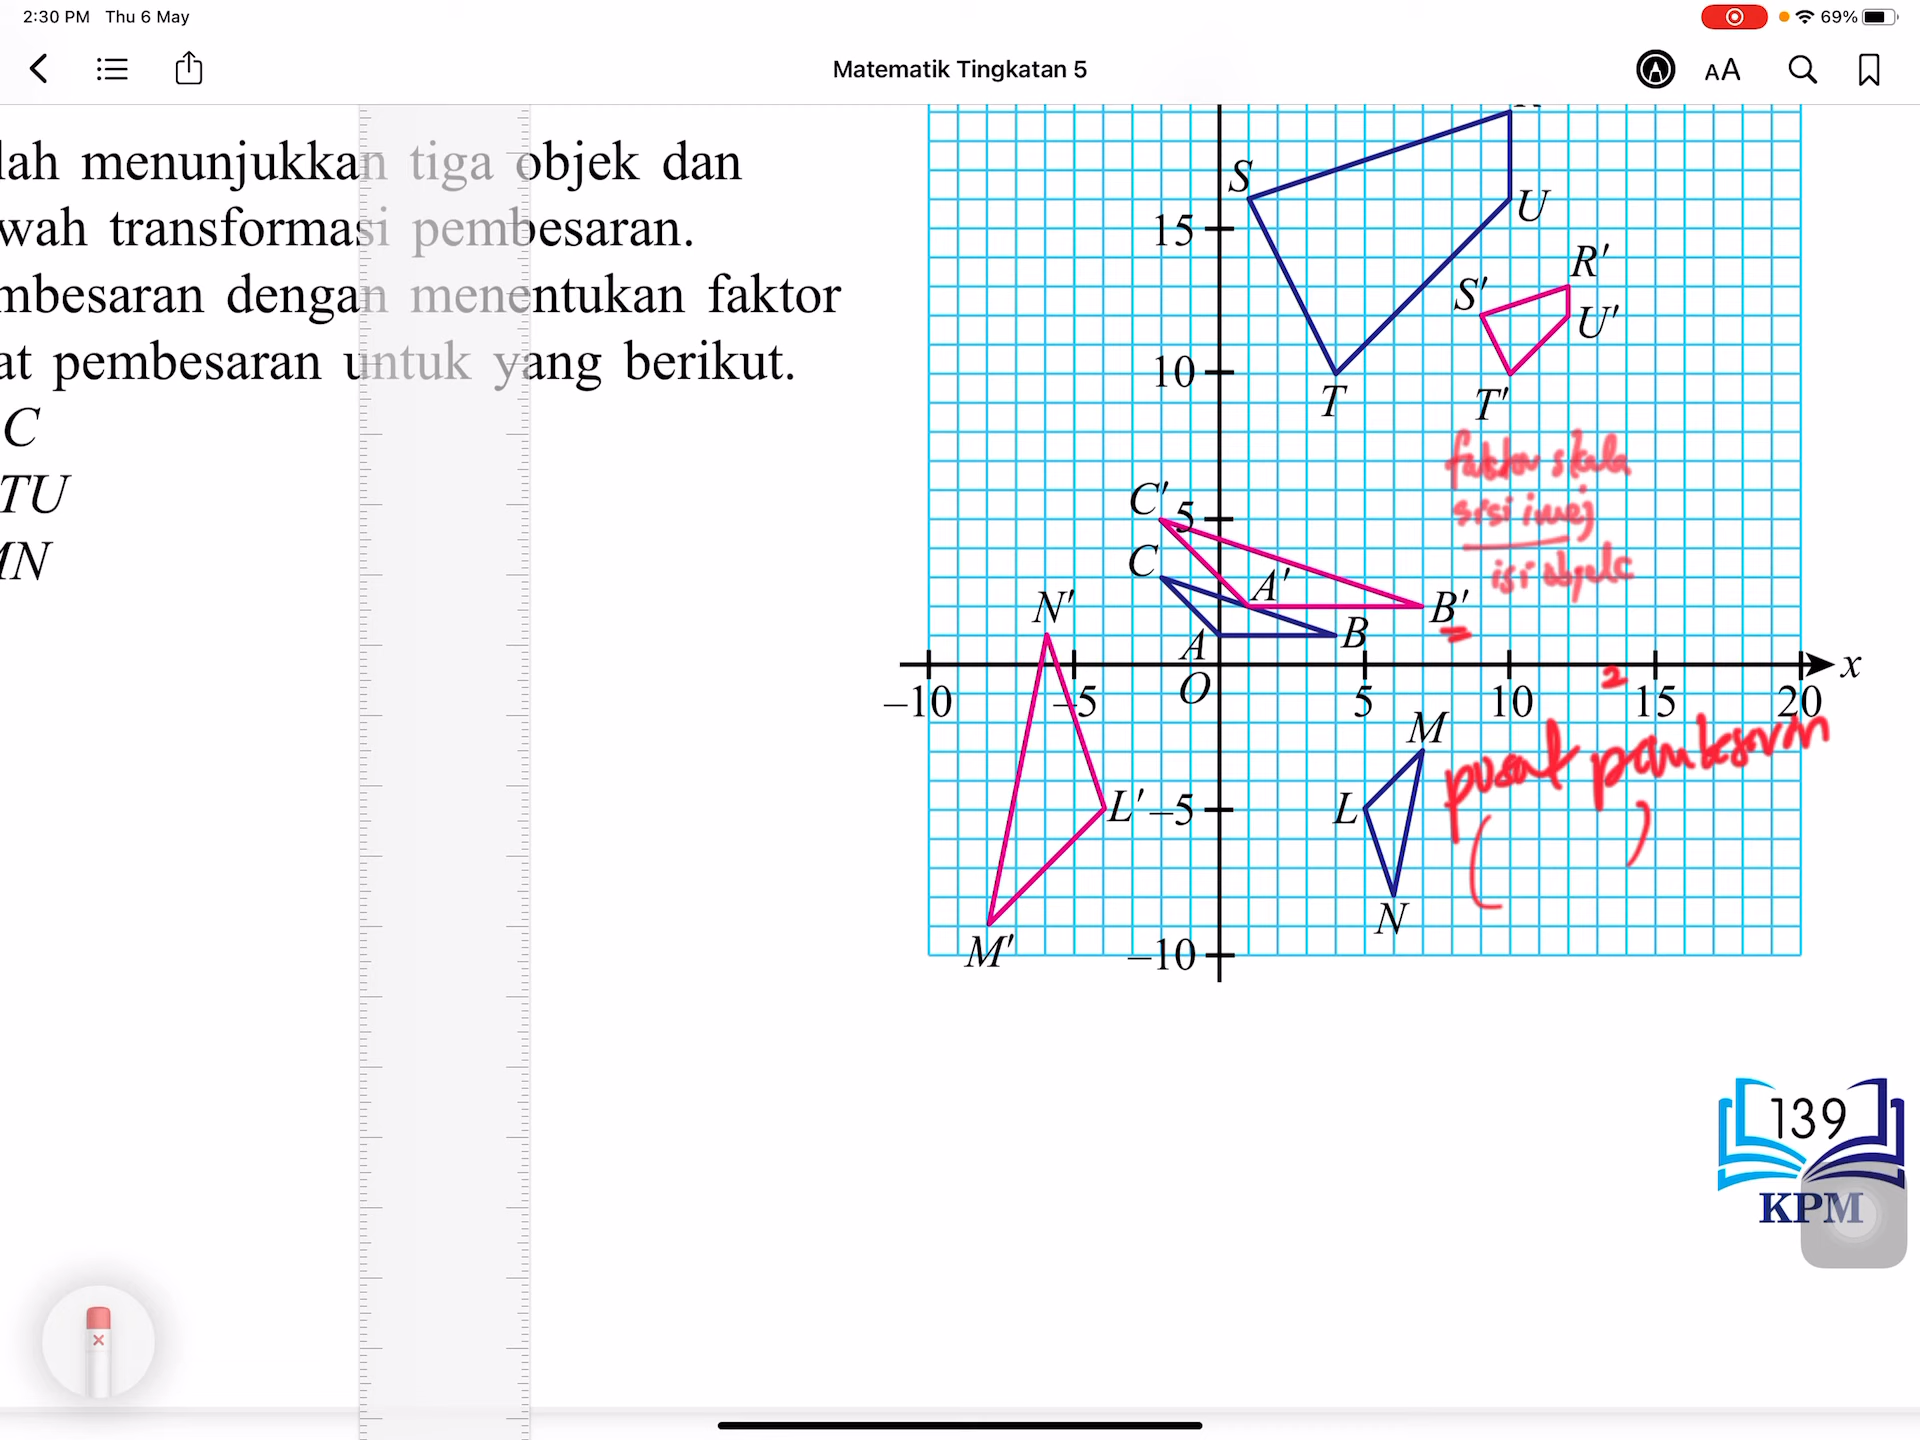 2:30 PM Thu 6 May
69%
Matematik Tingkatan 5
AA
lah menunjukkan tiga objek dan
wah transformasi pembesaran.
mbesaran dengan menentukan faktor
at pembesaran untuk yang berikut.
C
TU
MN
S
15
U
R'
S'
U'
10
T
T'
faktor skala
sisi imej
isi objek
C'
5
C
A'
B'
N'
A
B
x
–10
–5
O
5
10
2
15
20
M
pusat pembesaran
L'
–5
L
( , )
N
M'
–10
139
KPM